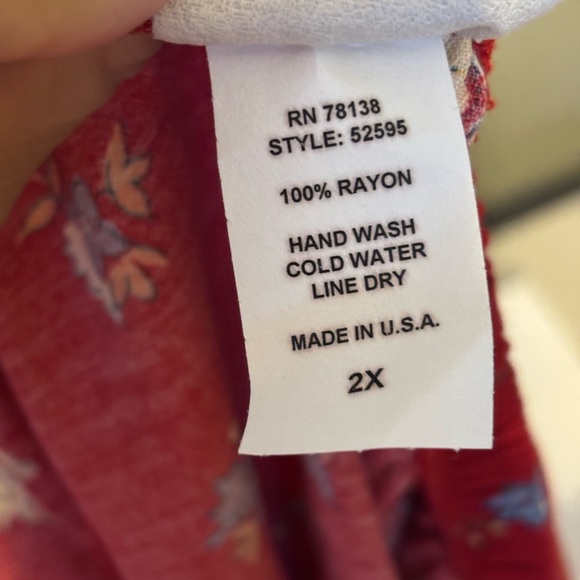 RN 78138
STYLE: 52595
100% RAYON
HAND WASH
COLD WATER
LINE DRY
MADE IN U.S.A.
2X